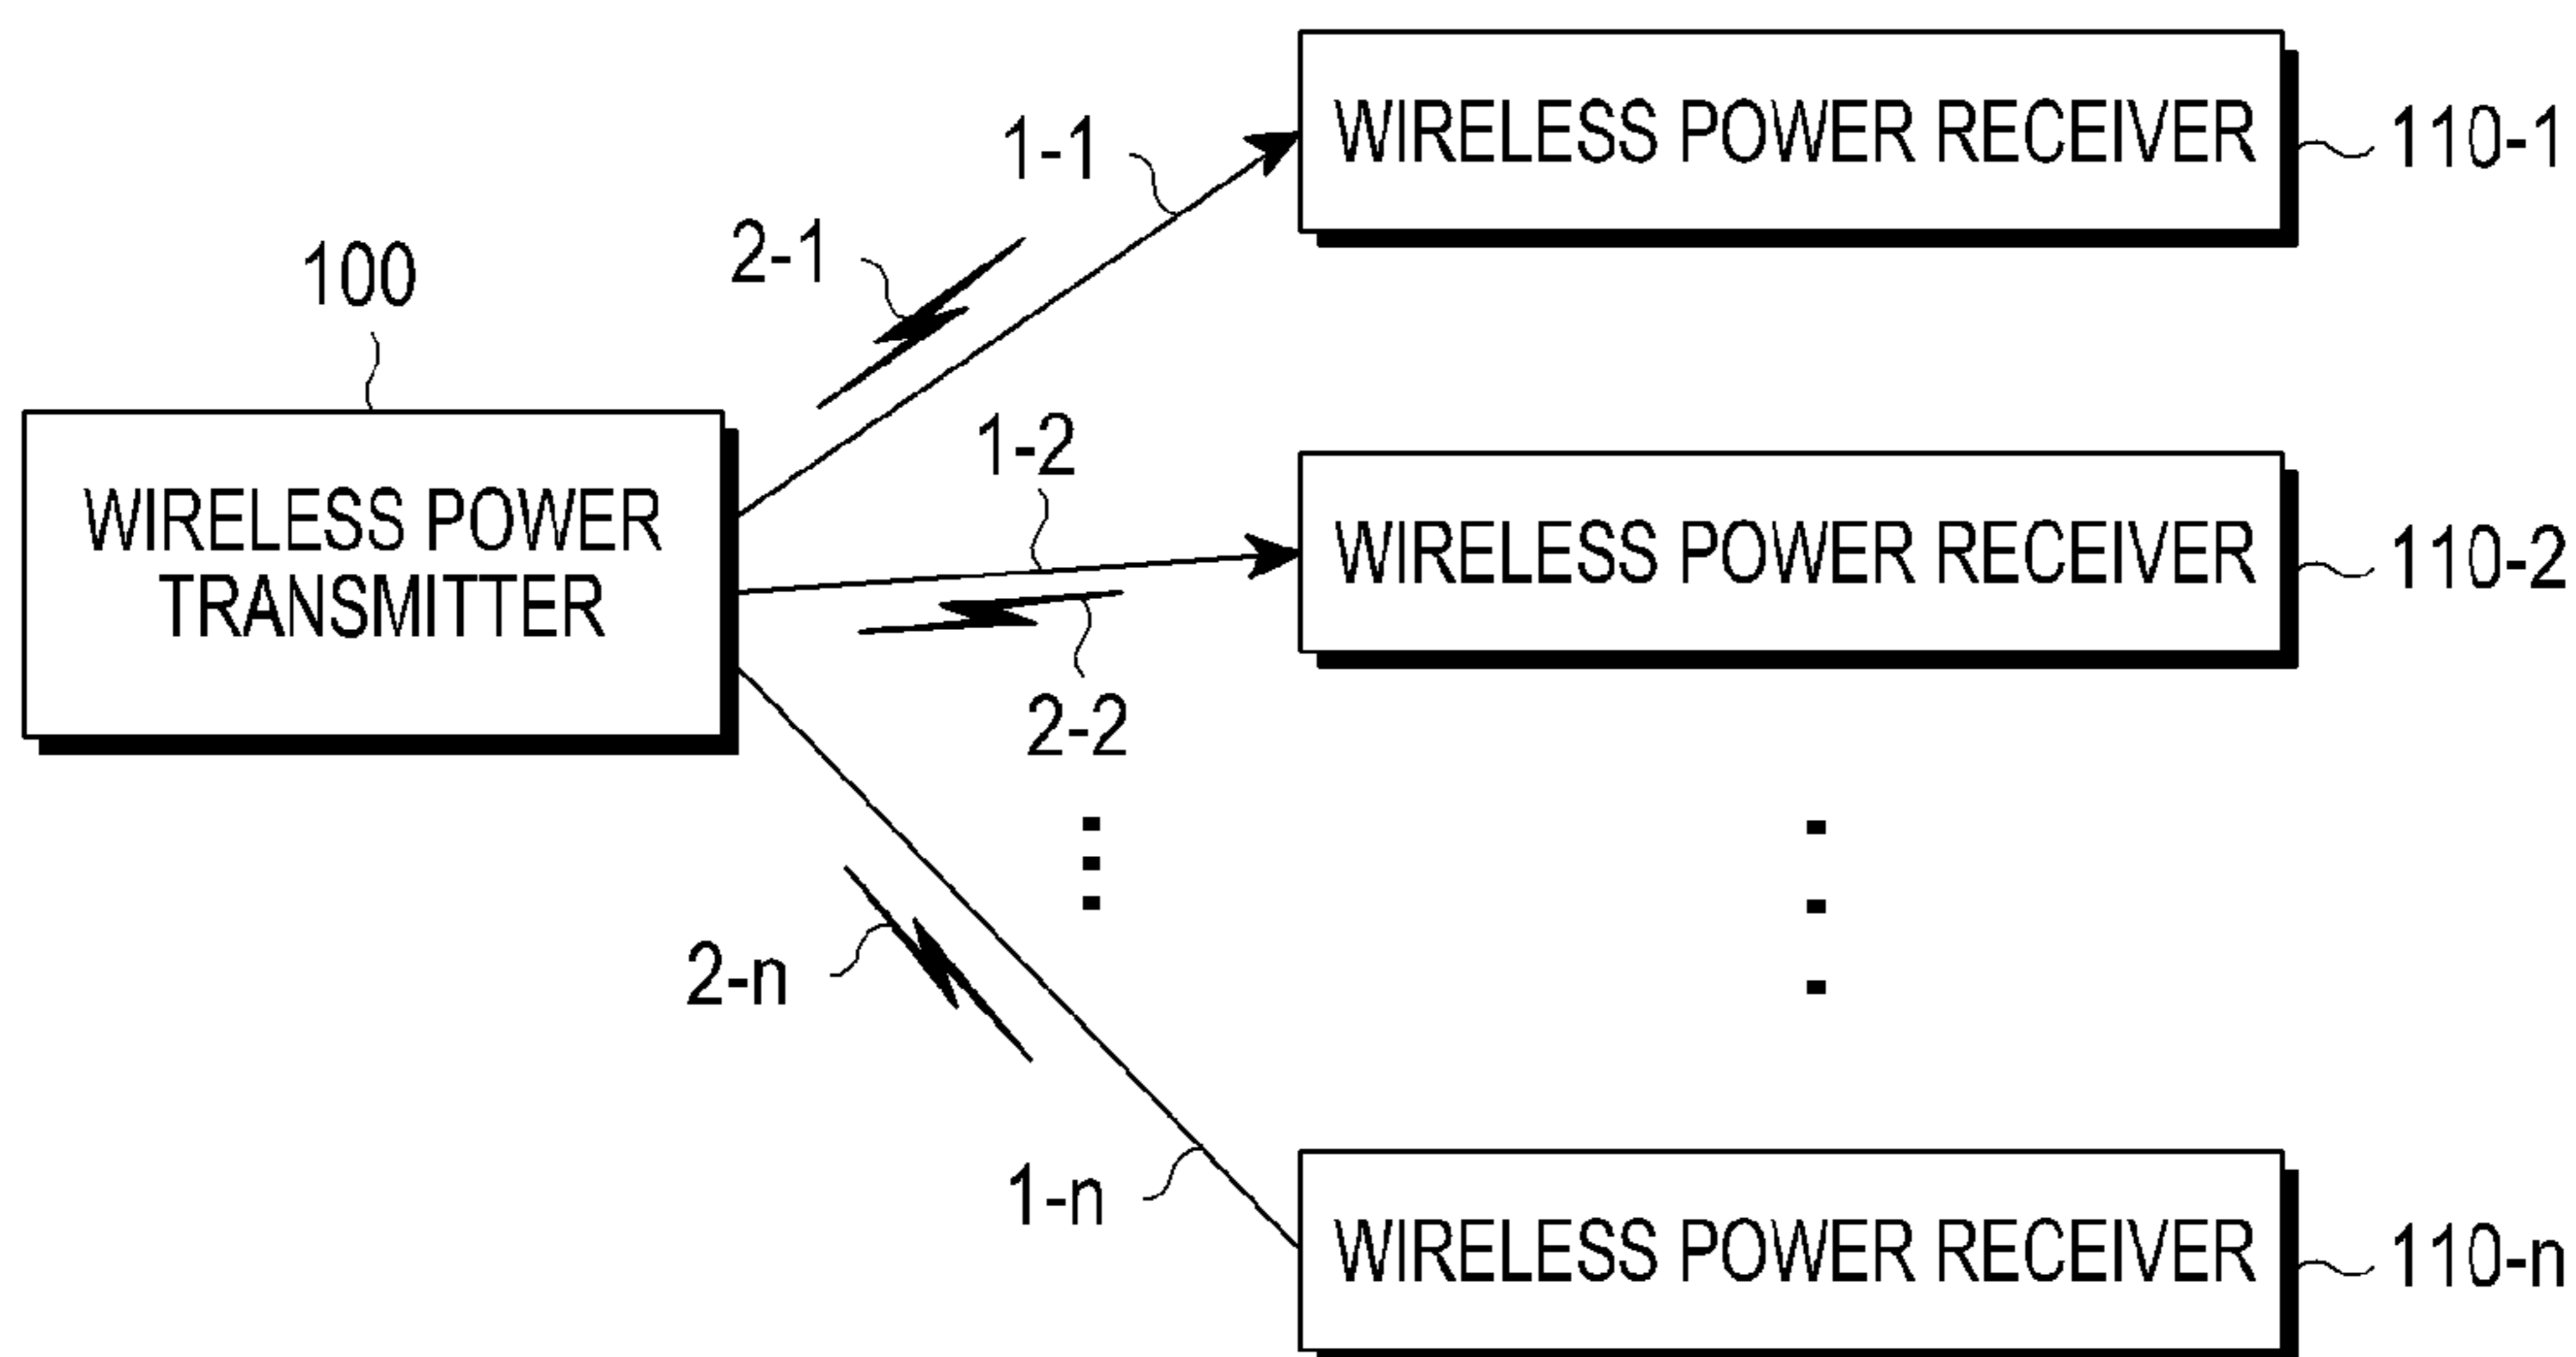 WIRELESS POWER RECEIVER
110-1
1-1
2-1
100
WIRELESS POWER
TRANSMITTER
1-2
WIRELESS POWER RECEIVER
110-2
2-2
2-n
1-n
WIRELESS POWER RECEIVER
110-n